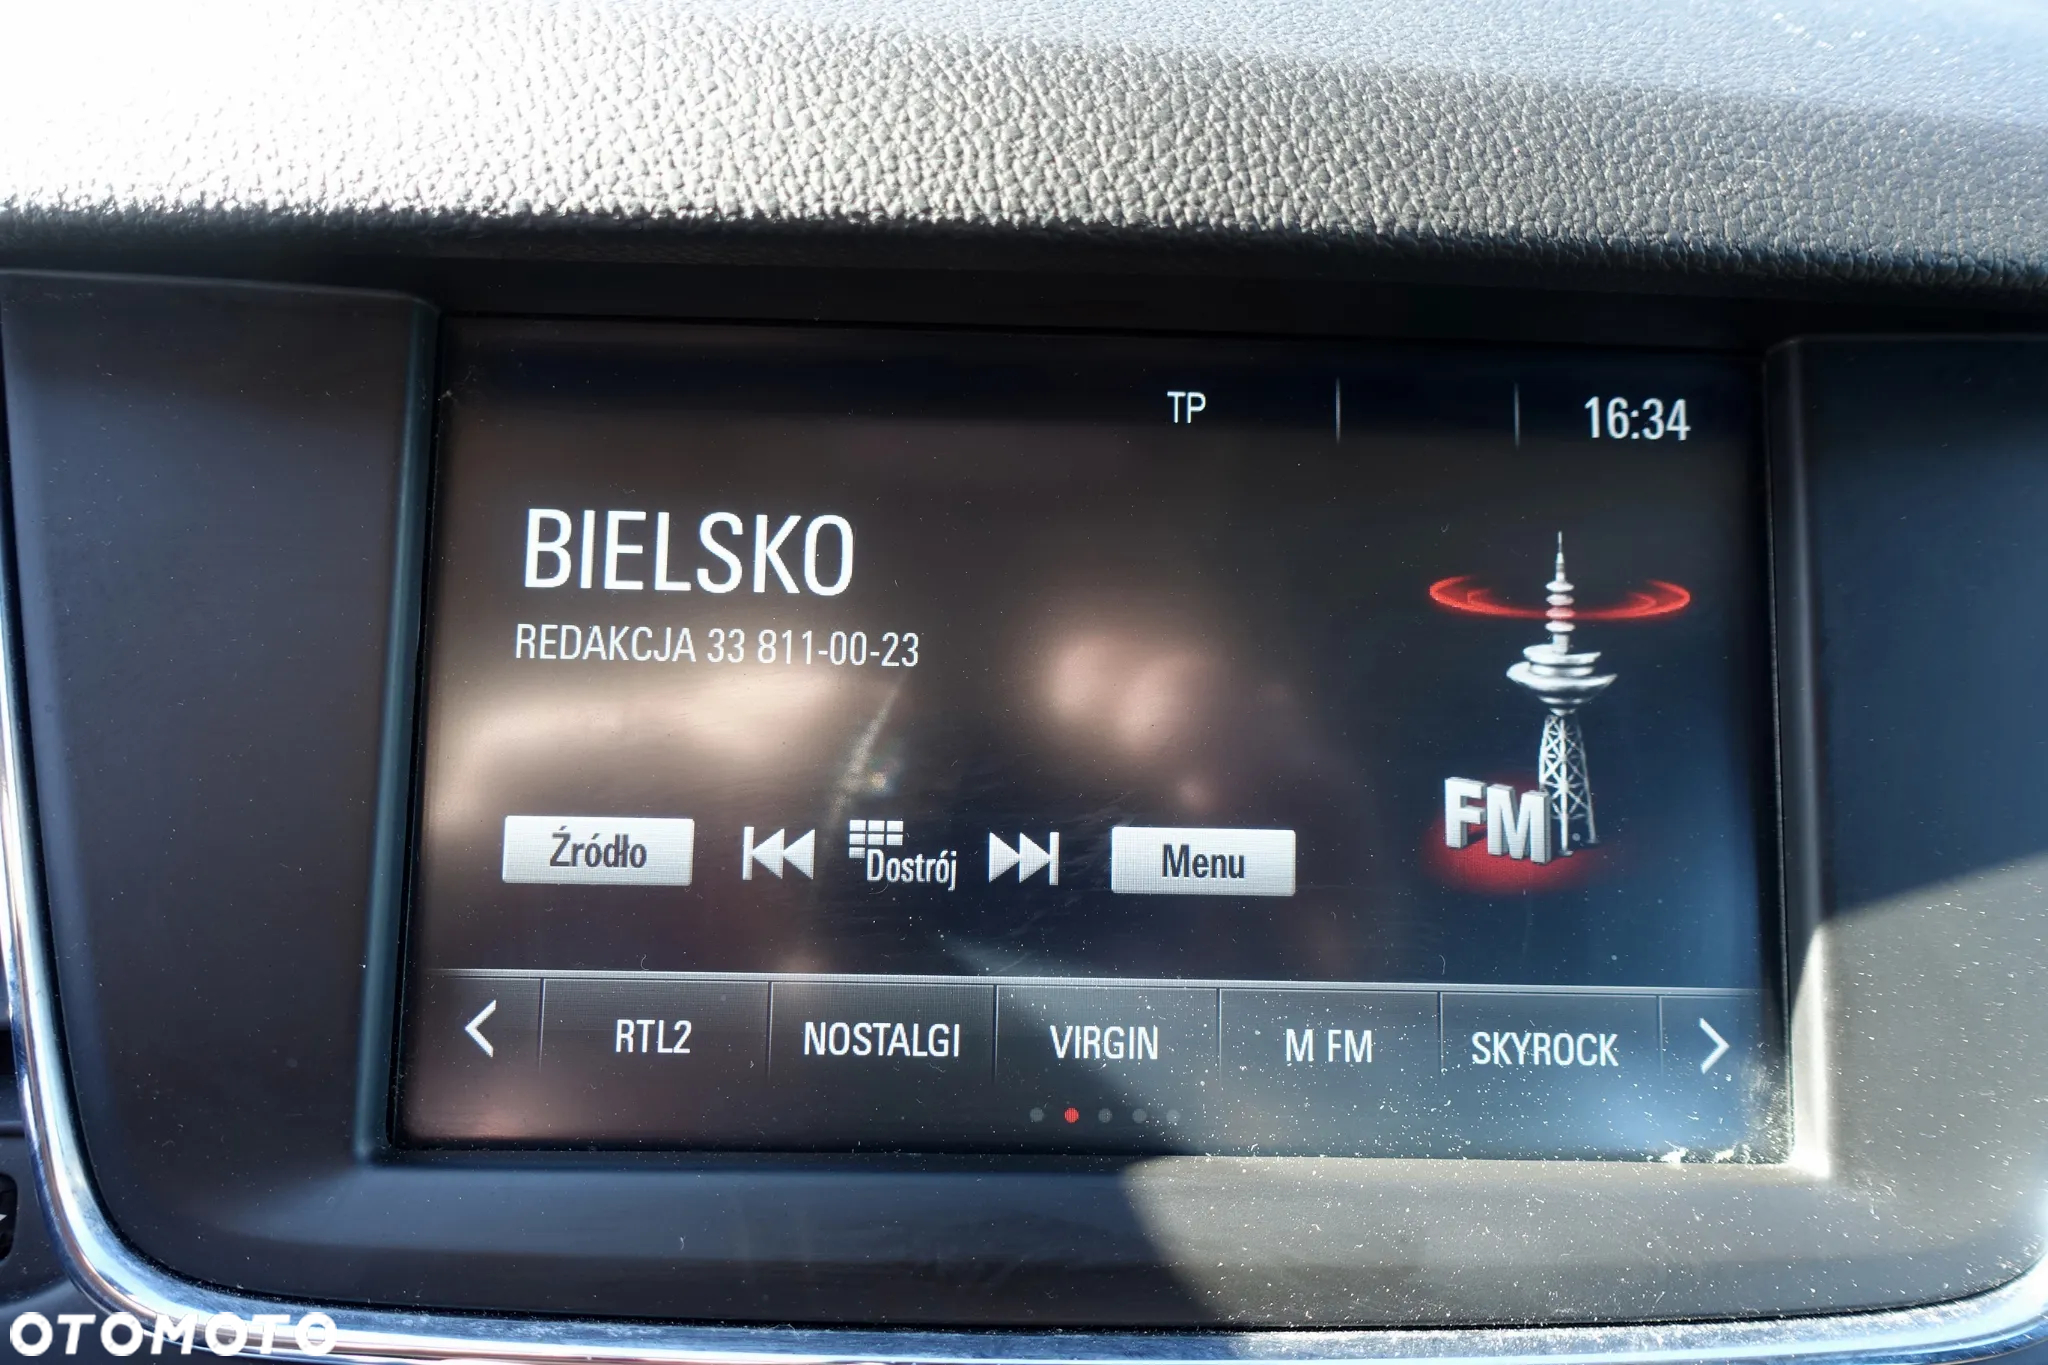 TP
16:34
BIELSKO
REDAKCJA 33 811-00-23
FM
Źródło
Dostrój
Menu
RTL2
NOSTALGI
VIRGIN
M FM
SKYROCK
OTOMOTO